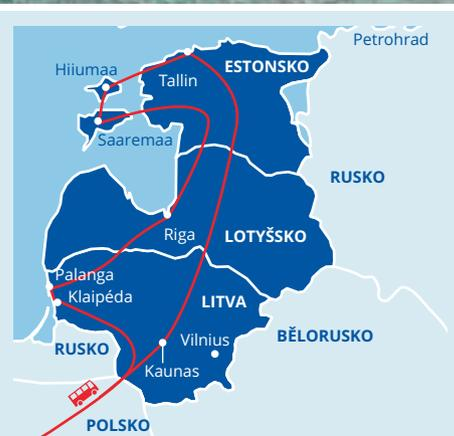 Petrohrad
ESTONSKO
Hiiumaa
Tallin
Saaremaa
RUSKO
Riga
LOTYŠSKO
Palanga
Klaipéda
LITVA
BĚLORUSKO
Vilnius
RUSKO
Kaunas
POLSKO